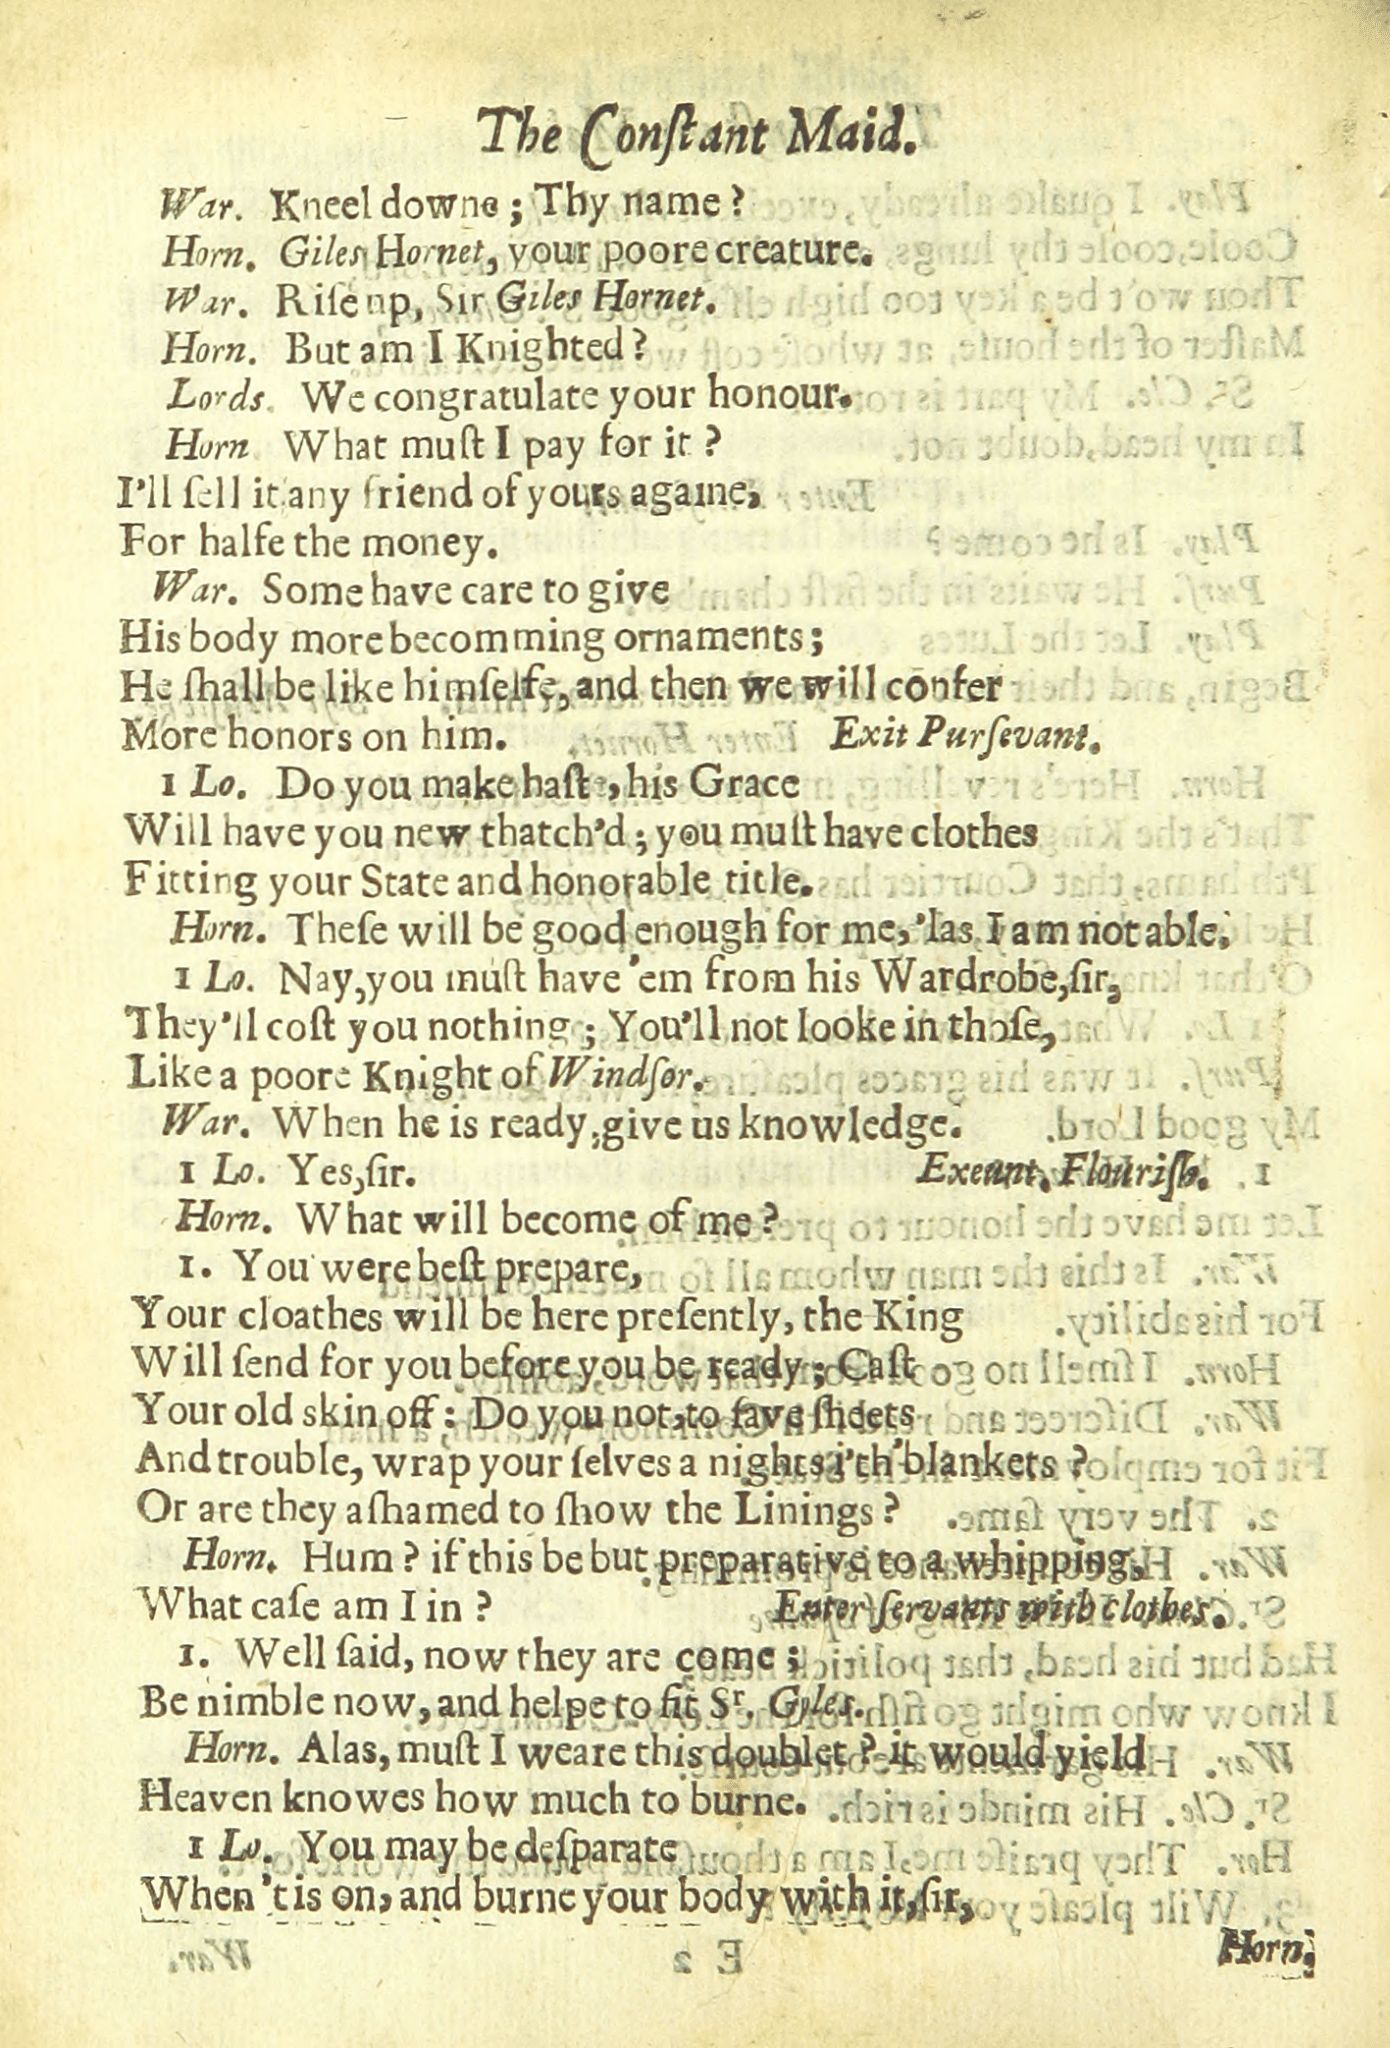 The Conſtant Maid.
War. Kneel downe ; Thy name ?
Horn. Giles Hornet, your poore creature.
War. Riſe up, Sir Giles Hornet.
Horn. But am I Knighted ?
Lords. We congratulate your honour.
Horn. What muſt I pay for it ?
I'll ſell it any friend of yours againe,
For halfe the money.
War. Some have care to give
His body more becomming ornaments ;
He ſhall be like himſelfe, and then we will confer
More honors on him. Exit Purſevant.
1 Lo. Do you make haſte, his Grace
Will have you new thatch'd ; you muſt have clothes
Fitting your State and honorable title.
Horn. Theſe will be good enough for me, 'las I am not able.
1 Lo. Nay, you muſt have 'em from his Wardrobe, ſir,
They'll coſt you nothing ; You'll not looke in thoſe,
Like a poore Knight of Windſor.
War. When he is ready, give us knowledge.
1 Lo. Yes, ſir. Exeunt. Flouriſh.
Horn. What will become of me ?
1. You were beſt prepare,
Your cloathes will be here preſently, the King
Will ſend for you before you be ready ; Caſt
Your old skin off : Do you not, to ſave ſheets
And trouble, wrap your ſelves a nights i'th' blankets ?
Or are they aſhamed to ſhow the Linings ?
Horn. Hum ? if this be but preparative to a whipping,
What caſe am I in ? Enter ſervants with clothes.
1. Well ſaid, now they are come ;
Be nimble now, and helpe to fit Sr. Gyles.
Horn. Alas, muſt I weare this doublet ? it would yield
Heaven knowes how much to burne.
1 Lo. You may be deſparate
When 'tis on, and burne your body with it, ſir,
Horn.